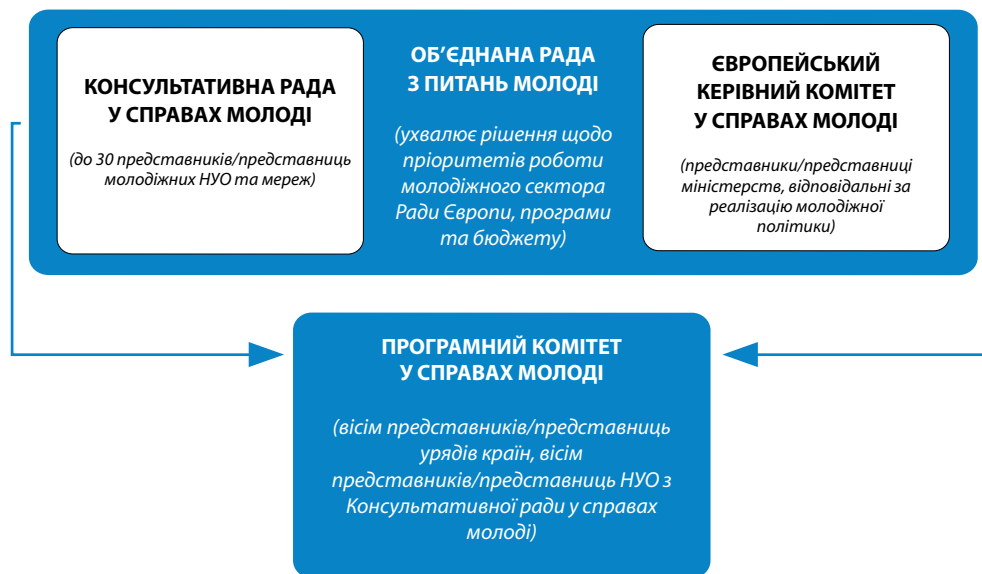 КОНСУЛЬТАТИВНА РАДА
У СПРАВАХ МОЛОДІ
(до 30 представників/представниць
молодіжних НУО та мереж)
ОБ’ЄДНАНА РАДА
З ПИТАНЬ МОЛОДІ
(ухвалює рішення щодо
пріоритетів роботи
молодіжного сектора
Ради Європи, програми
та бюджету)
ЄВРОПЕЙСЬКИЙ
КЕРІВНИЙ КОМІТЕТ
У СПРАВАХ МОЛОДІ
(представники/представниці
міністерств, відповідальні за
реалізацію молодіжної
політики)
ПРОГРАМНИЙ КОМІТЕТ
У СПРАВАХ МОЛОДІ
(вісім представників/представниць
урядів країн, вісім
представників/представниць НУО з
Консультативної ради у справах
молоді)